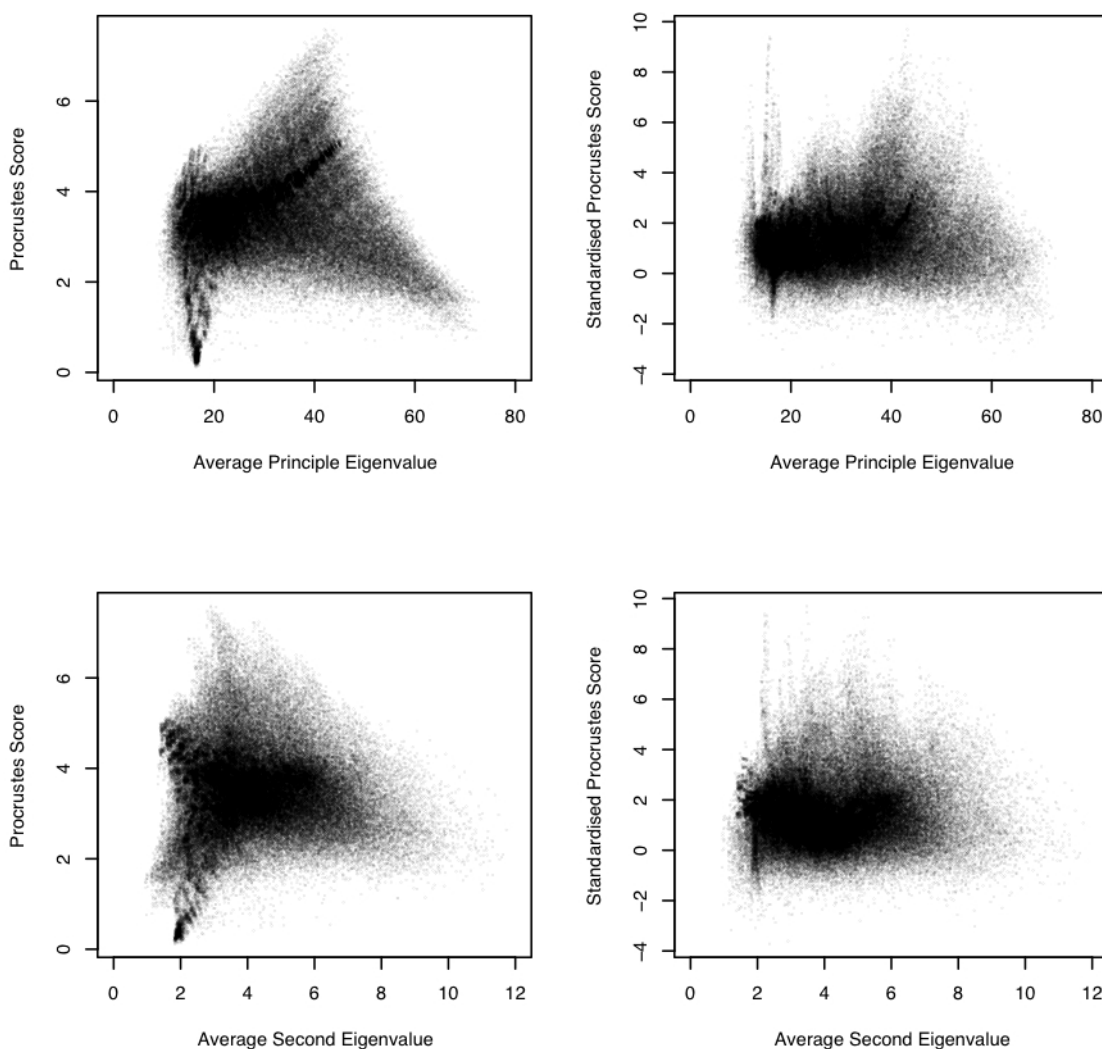 Procrustes Score
0 2 4 6
0 20 40 60 80
Average Principle Eigenvalue
Standardised Procrustes Score
−4 −2 0 2 4 6 8 10
0 20 40 60 80
Average Principle Eigenvalue
Procrustes Score
0 2 4 6
0 2 4 6 8 10 12
Average Second Eigenvalue
Standardised Procrustes Score
−4 −2 0 2 4 6 8 10
0 2 4 6 8 10 12
Average Second Eigenvalue